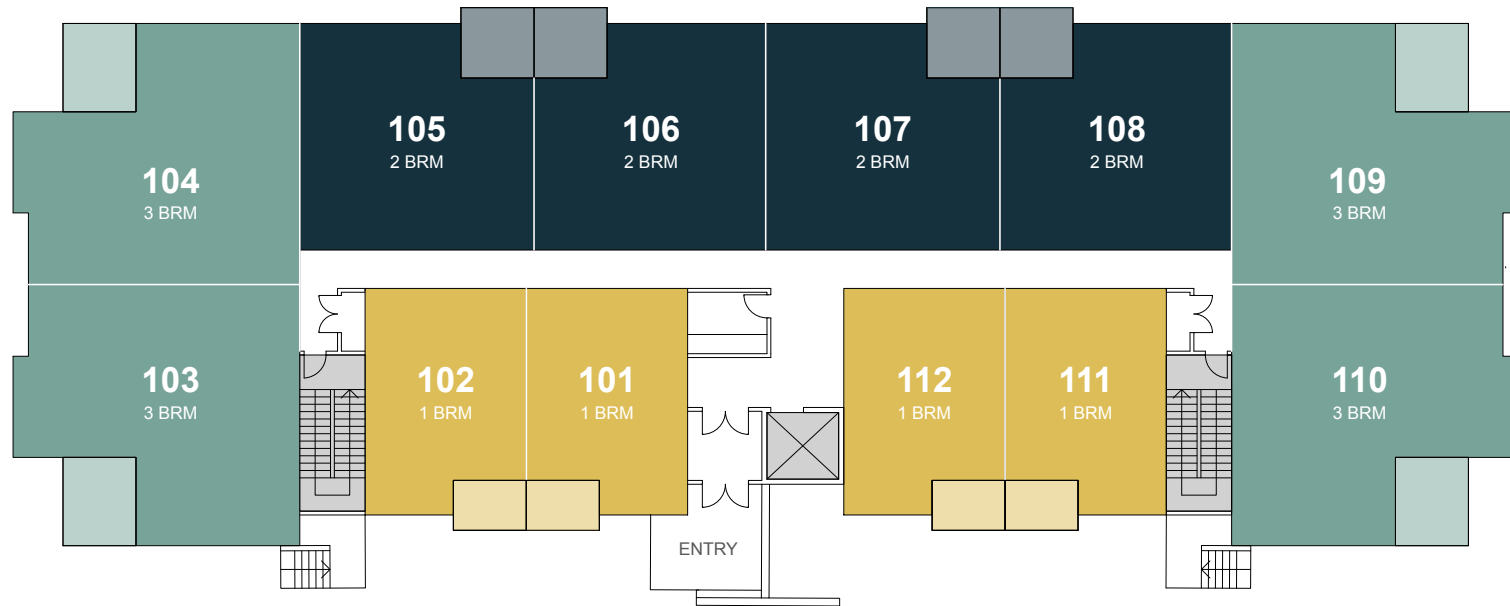 105
2 BRM
106
2 BRM
107
2 BRM
108
2 BRM
104
3 BRM
109
3 BRM
103
3 BRM
102
1 BRM
101
1 BRM
112
1 BRM
111
1 BRM
110
3 BRM
ENTRY